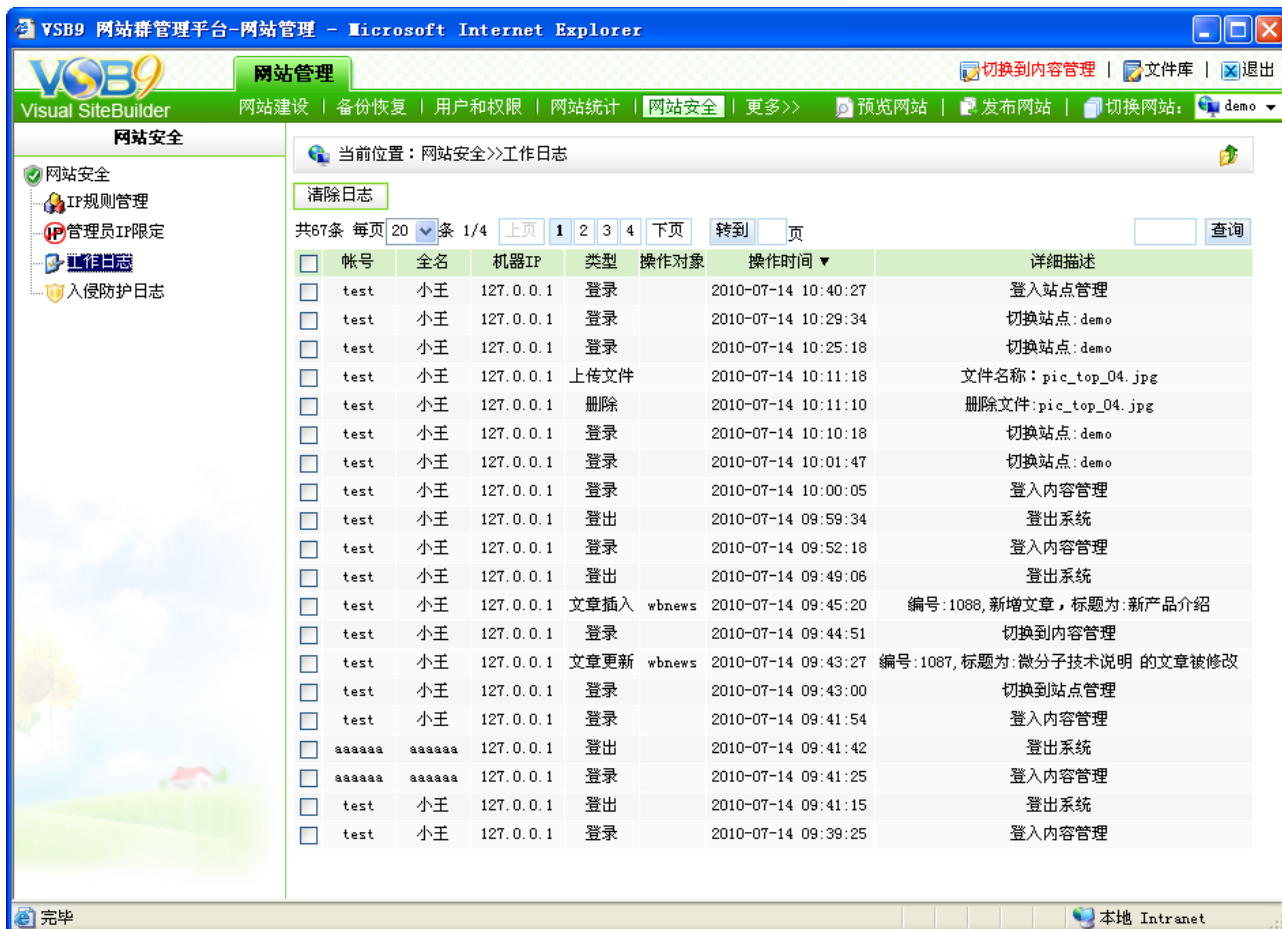 VSB9 网站群管理平台-网站管理 - Microsoft Internet Explorer
VSB9
Visual SiteBuilder
网站管理
切换到内容管理 | 文件库 | 退出
网站建设 | 备份恢复 | 用户和权限 | 网站统计 | 网站安全 | 更多>> 预览网站 | 发布网站 | 切换网站: demo
网站安全
网站安全
IP规则管理
管理员IP限定
工作日志
入侵防护日志
当前位置：网站安全>>工作日志
清除日志
共67条 每页 20 条 1/4 上页 1 2 3 4 下页 转到 页 查询
帐号 全名 机器IP 类型 操作对象 操作时间▼ 详细描述
test 小王 127.0.0.1 登录 2010-07-14 10:40:27 登入站点管理
test 小王 127.0.0.1 登录 2010-07-14 10:29:34 切换站点:demo
test 小王 127.0.0.1 登录 2010-07-14 10:25:18 切换站点:demo
test 小王 127.0.0.1 上传文件 2010-07-14 10:11:18 文件名称：pic_top_04.jpg
test 小王 127.0.0.1 删除 2010-07-14 10:11:10 删除文件:pic_top_04.jpg
test 小王 127.0.0.1 登录 2010-07-14 10:10:18 切换站点:demo
test 小王 127.0.0.1 登录 2010-07-14 10:01:47 切换站点:demo
test 小王 127.0.0.1 登录 2010-07-14 10:00:05 登入内容管理
test 小王 127.0.0.1 登出 2010-07-14 09:59:34 登出系统
test 小王 127.0.0.1 登录 2010-07-14 09:52:18 登入内容管理
test 小王 127.0.0.1 登出 2010-07-14 09:49:06 登出系统
test 小王 127.0.0.1 文章插入 wbnews 2010-07-14 09:45:20 编号:1088,新增文章，标题为:新产品介绍
test 小王 127.0.0.1 登录 2010-07-14 09:44:51 切换到内容管理
test 小王 127.0.0.1 文章更新 wbnews 2010-07-14 09:43:27 编号:1087,标题为:微分子技术说明 的文章被修改
test 小王 127.0.0.1 登录 2010-07-14 09:43:00 切换到站点管理
test 小王 127.0.0.1 登录 2010-07-14 09:41:54 登入内容管理
aaaaaa aaaaaa 127.0.0.1 登出 2010-07-14 09:41:42 登出系统
aaaaaa aaaaaa 127.0.0.1 登录 2010-07-14 09:41:25 登入内容管理
test 小王 127.0.0.1 登出 2010-07-14 09:41:15 登出系统
test 小王 127.0.0.1 登录 2010-07-14 09:39:25 登入内容管理
完毕 本地 Intranet